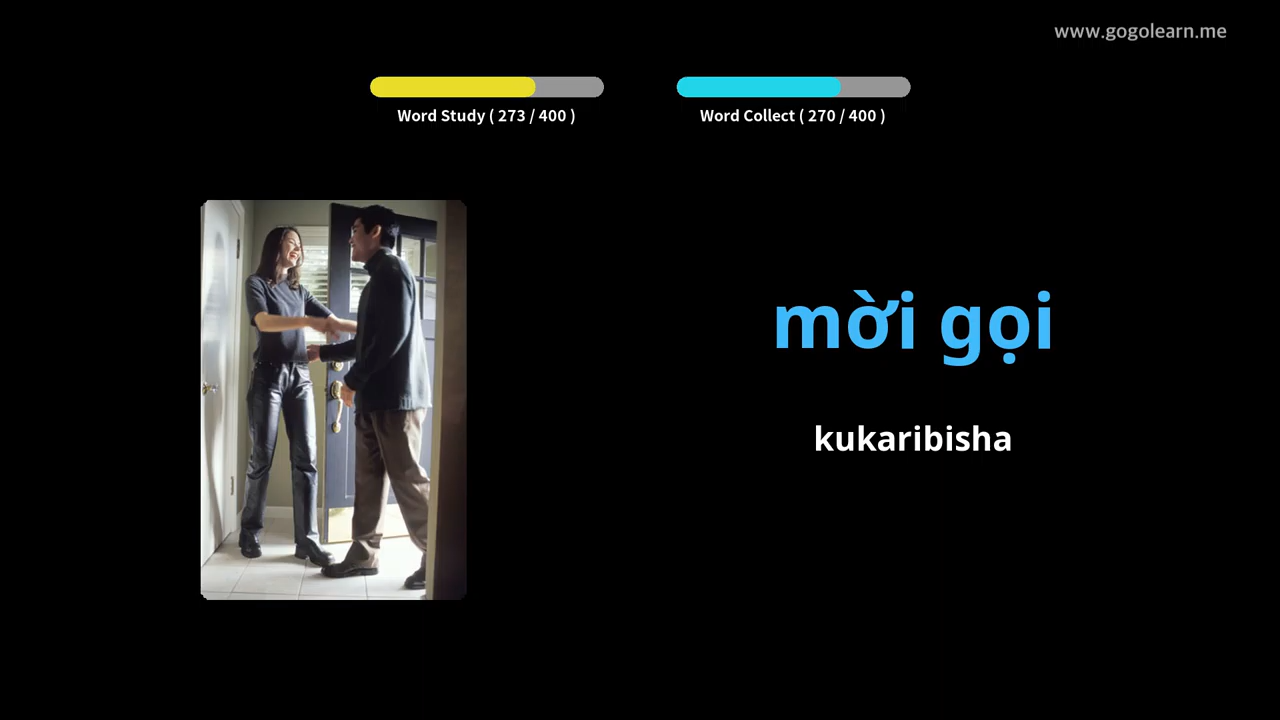 www.gogolearn.me
Word Study ( 273 / 400 )
Word Collect ( 270 / 400 )
mời gọi
kukaribisha